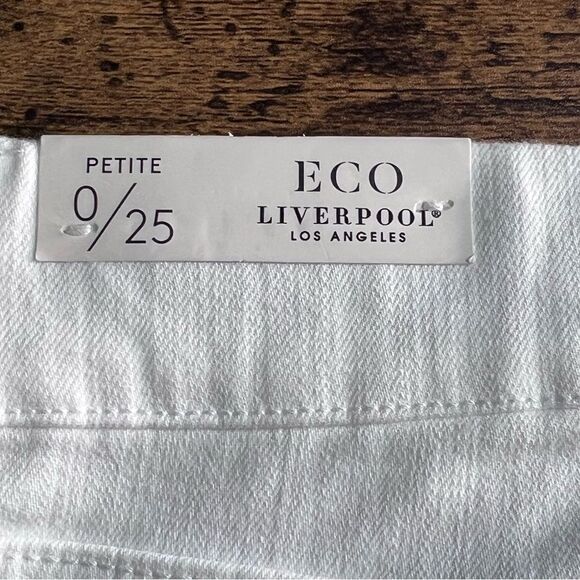 PETITE
0/25
ECO
LIVERPOOL®
LOS ANGELES